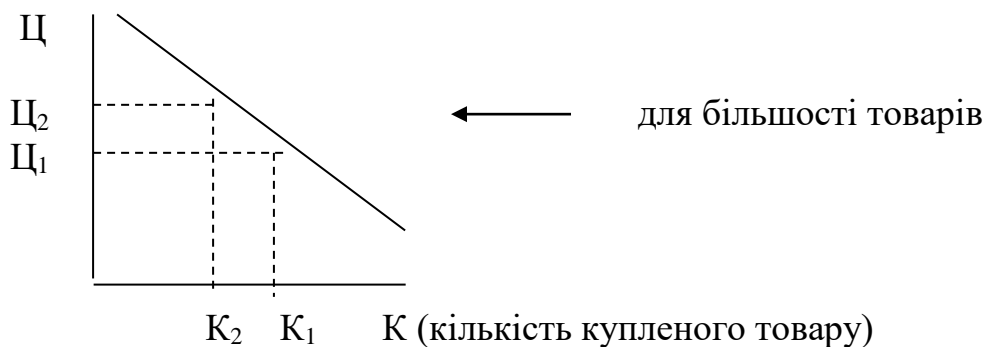 Ц
Ц₂ для більшості товарів
Ц₁
К₂ К₁ К (кількість купленого товару)